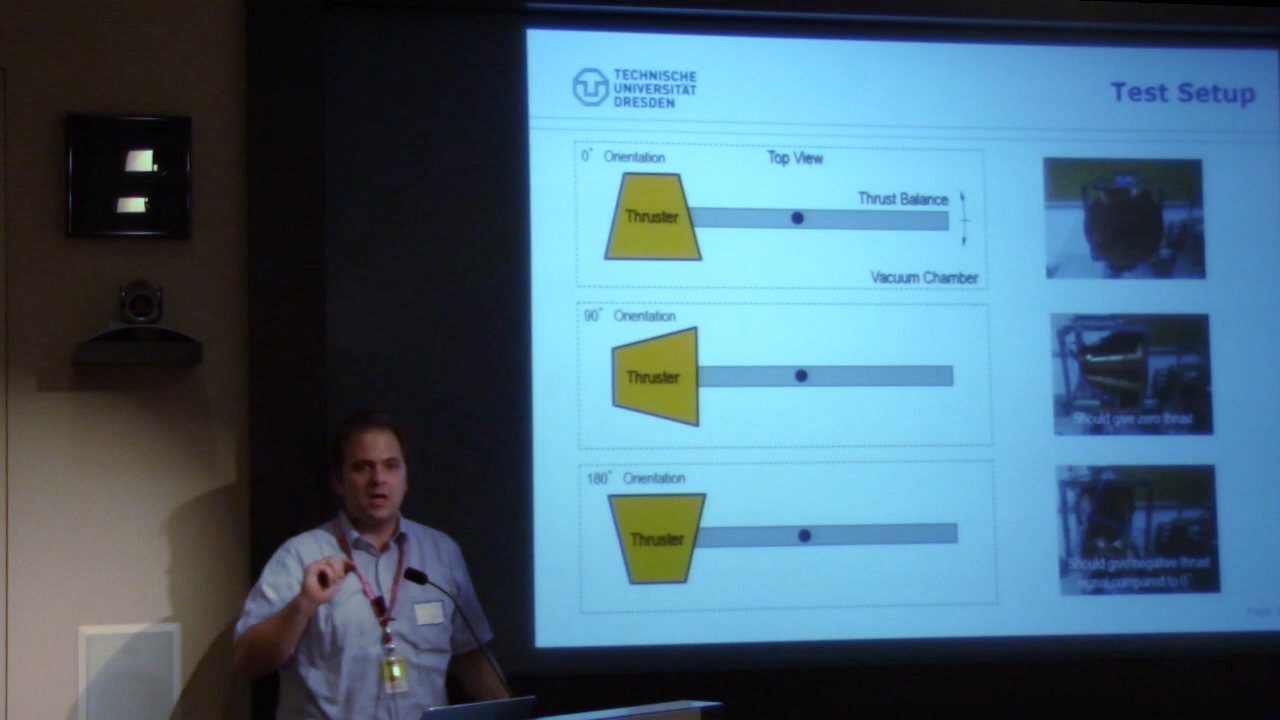 TECHNISCHE
UNIVERSITÄT
DRESDEN
Test Setup
0° Orientation
Top View
Thruster
Thrust Balance
Vacuum Chamber
90° Orientation
Thruster
Should give zero thrust
180° Orientation
Thruster
Should give negative thrust
signal compared to 0°
Page